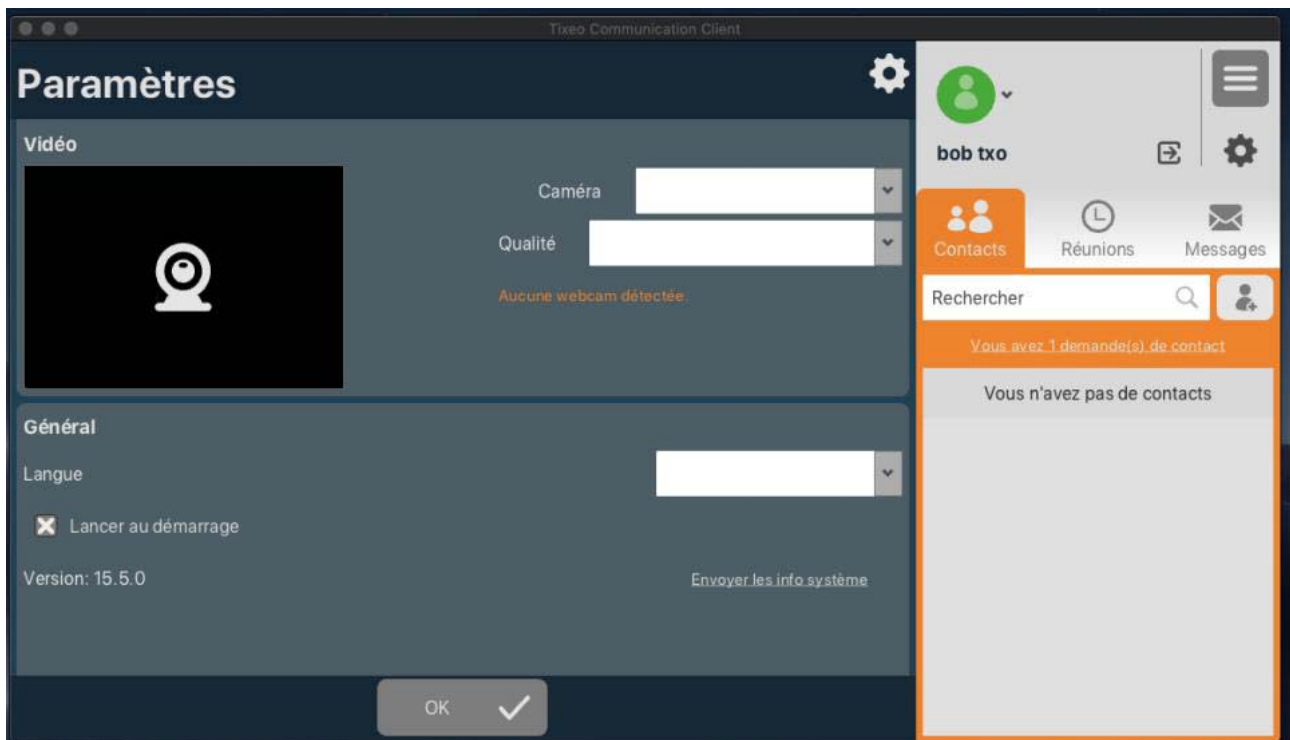 Tixeo Communication Client
Paramètres
Vidéo
Caméra
Qualité
Aucune webcam détectée.
Général
Langue
Lancer au démarrage
Version: 15.5.0
Envoyer les info système
OK
bob txo
Contacts
Réunions
Messages
Rechercher
Vous avez 1 demande(s) de contact
Vous n'avez pas de contacts